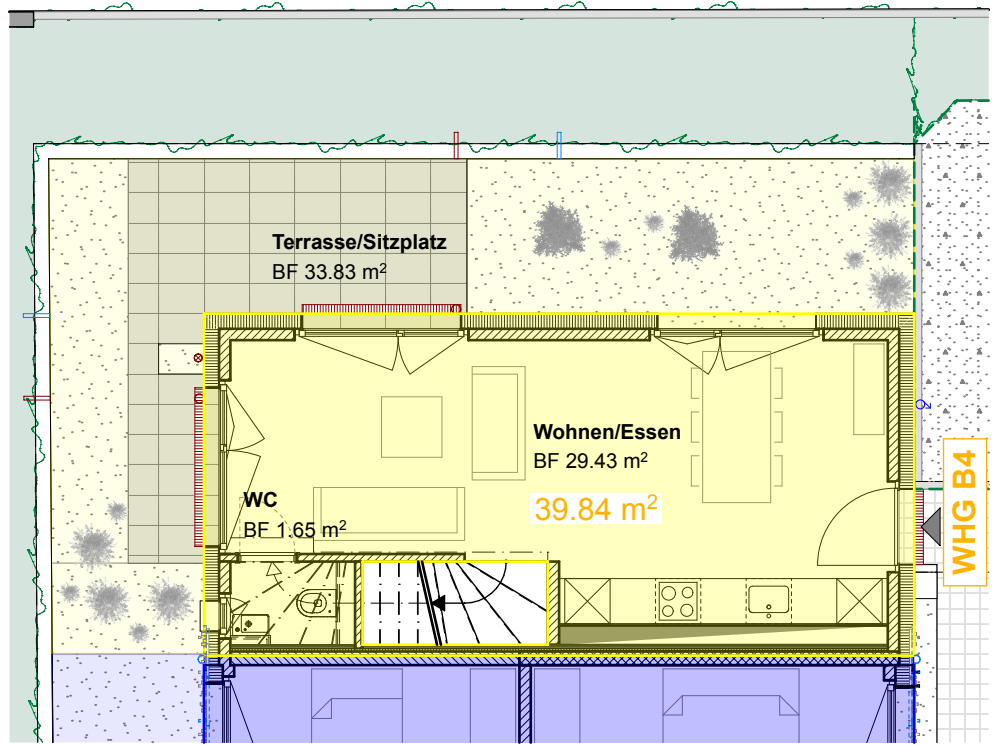 Terrasse/Sitzplatz
BF 33.83 m²
Wohnen/Essen
BF 29.43 m²
39.84 m²
WC
BF 1.65 m²
WHG B4